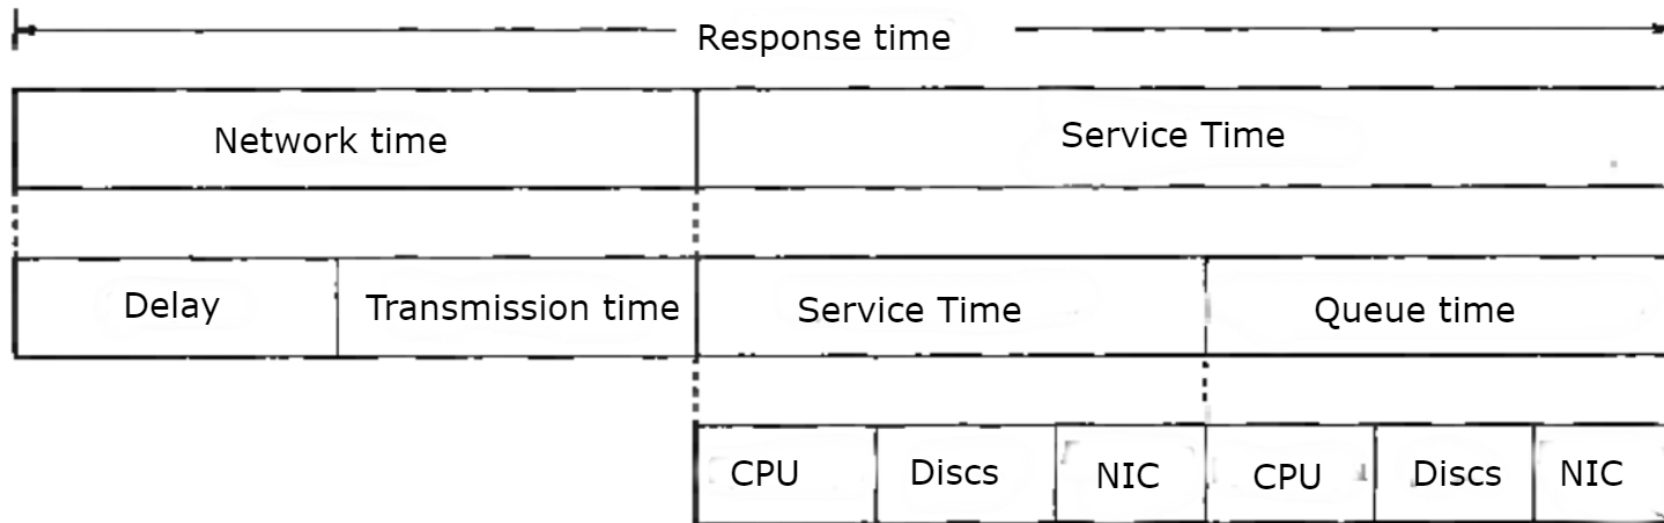 Response time
Network time
Service Time
Delay
Transmission time
Service Time
Queue time
CPU
Discs
NIC
CPU
Discs
NIC